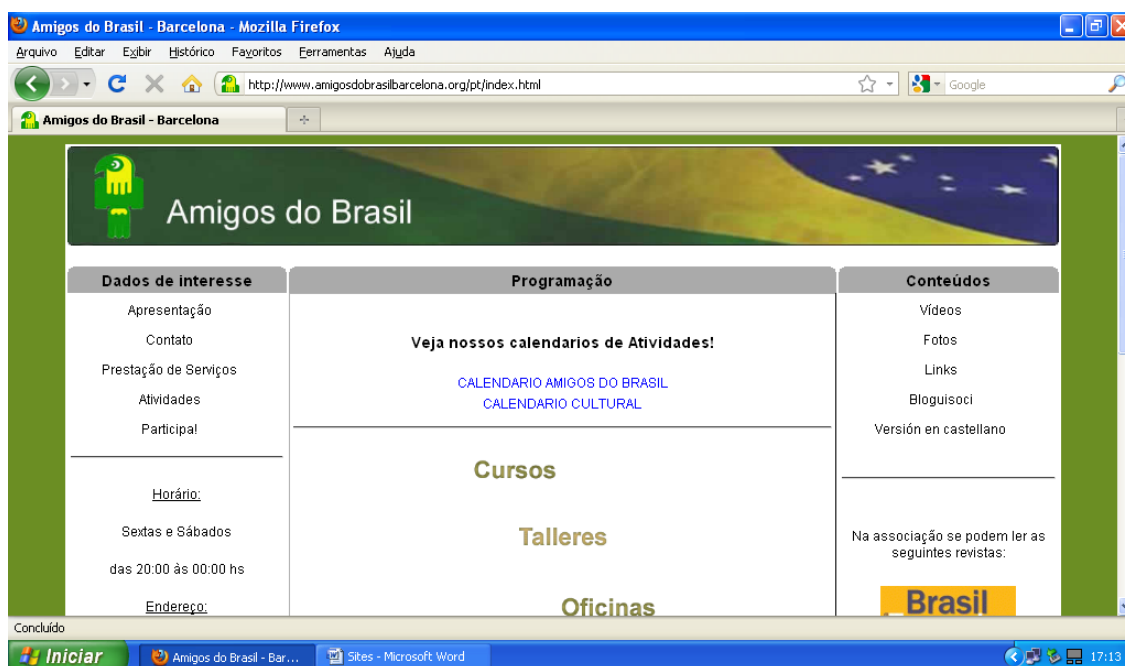 Amigos do Brasil - Barcelona - Mozilla Firefox
Arquivo Editar Exibir Histórico Favoritos Ferramentas Ajuda
http://www.amigosdobrasilbarcelona.org/pt/index.html
Google
Amigos do Brasil - Barcelona
Amigos do Brasil
Dados de interesse
Apresentação
Contato
Prestação de Serviços
Atividades
Participa!
Horário:
Sextas e Sábados
das 20:00 às 00:00 hs
Endereço:
Programação
Veja nossos calendarios de Atividades!
CALENDARIO AMIGOS DO BRASIL
CALENDARIO CULTURAL
Cursos
Talleres
Oficinas
Conteúdos
Vídeos
Fotos
Links
Bloguisoci
Versión en castellano
Na associação se podem ler as
seguintes revistas:
Brasil
Concluído
Iniciar
Amigos do Brasil - Bar...
Sites - Microsoft Word
17:13